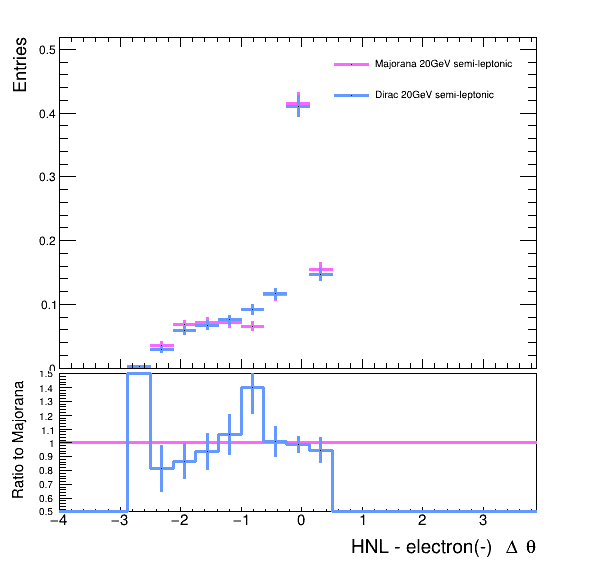 Entries
0.5
0.4
0.3
0.2
0.1
0
Majorana 20GeV semi-leptonic
Dirac 20GeV semi-leptonic
Ratio to Majorana
1.5
1.4
1.3
1.2
1.1
1
0.9
0.8
0.7
0.6
0.5
−4 −3 −2 −1 0 1 2 3
HNL - electron(-) Δ θ